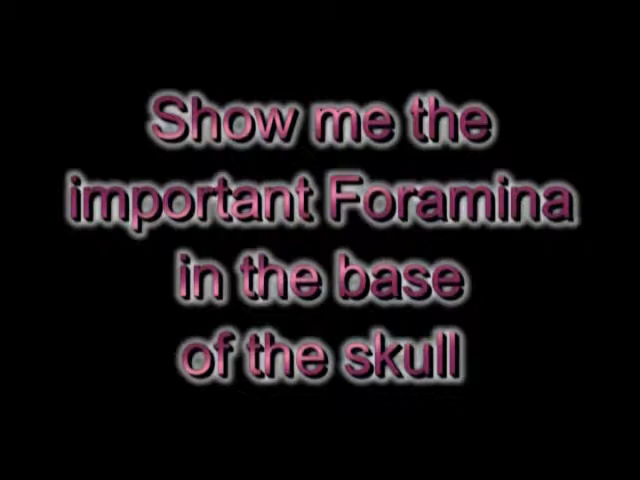 Show me the
important Foramina
in the base
of the skull